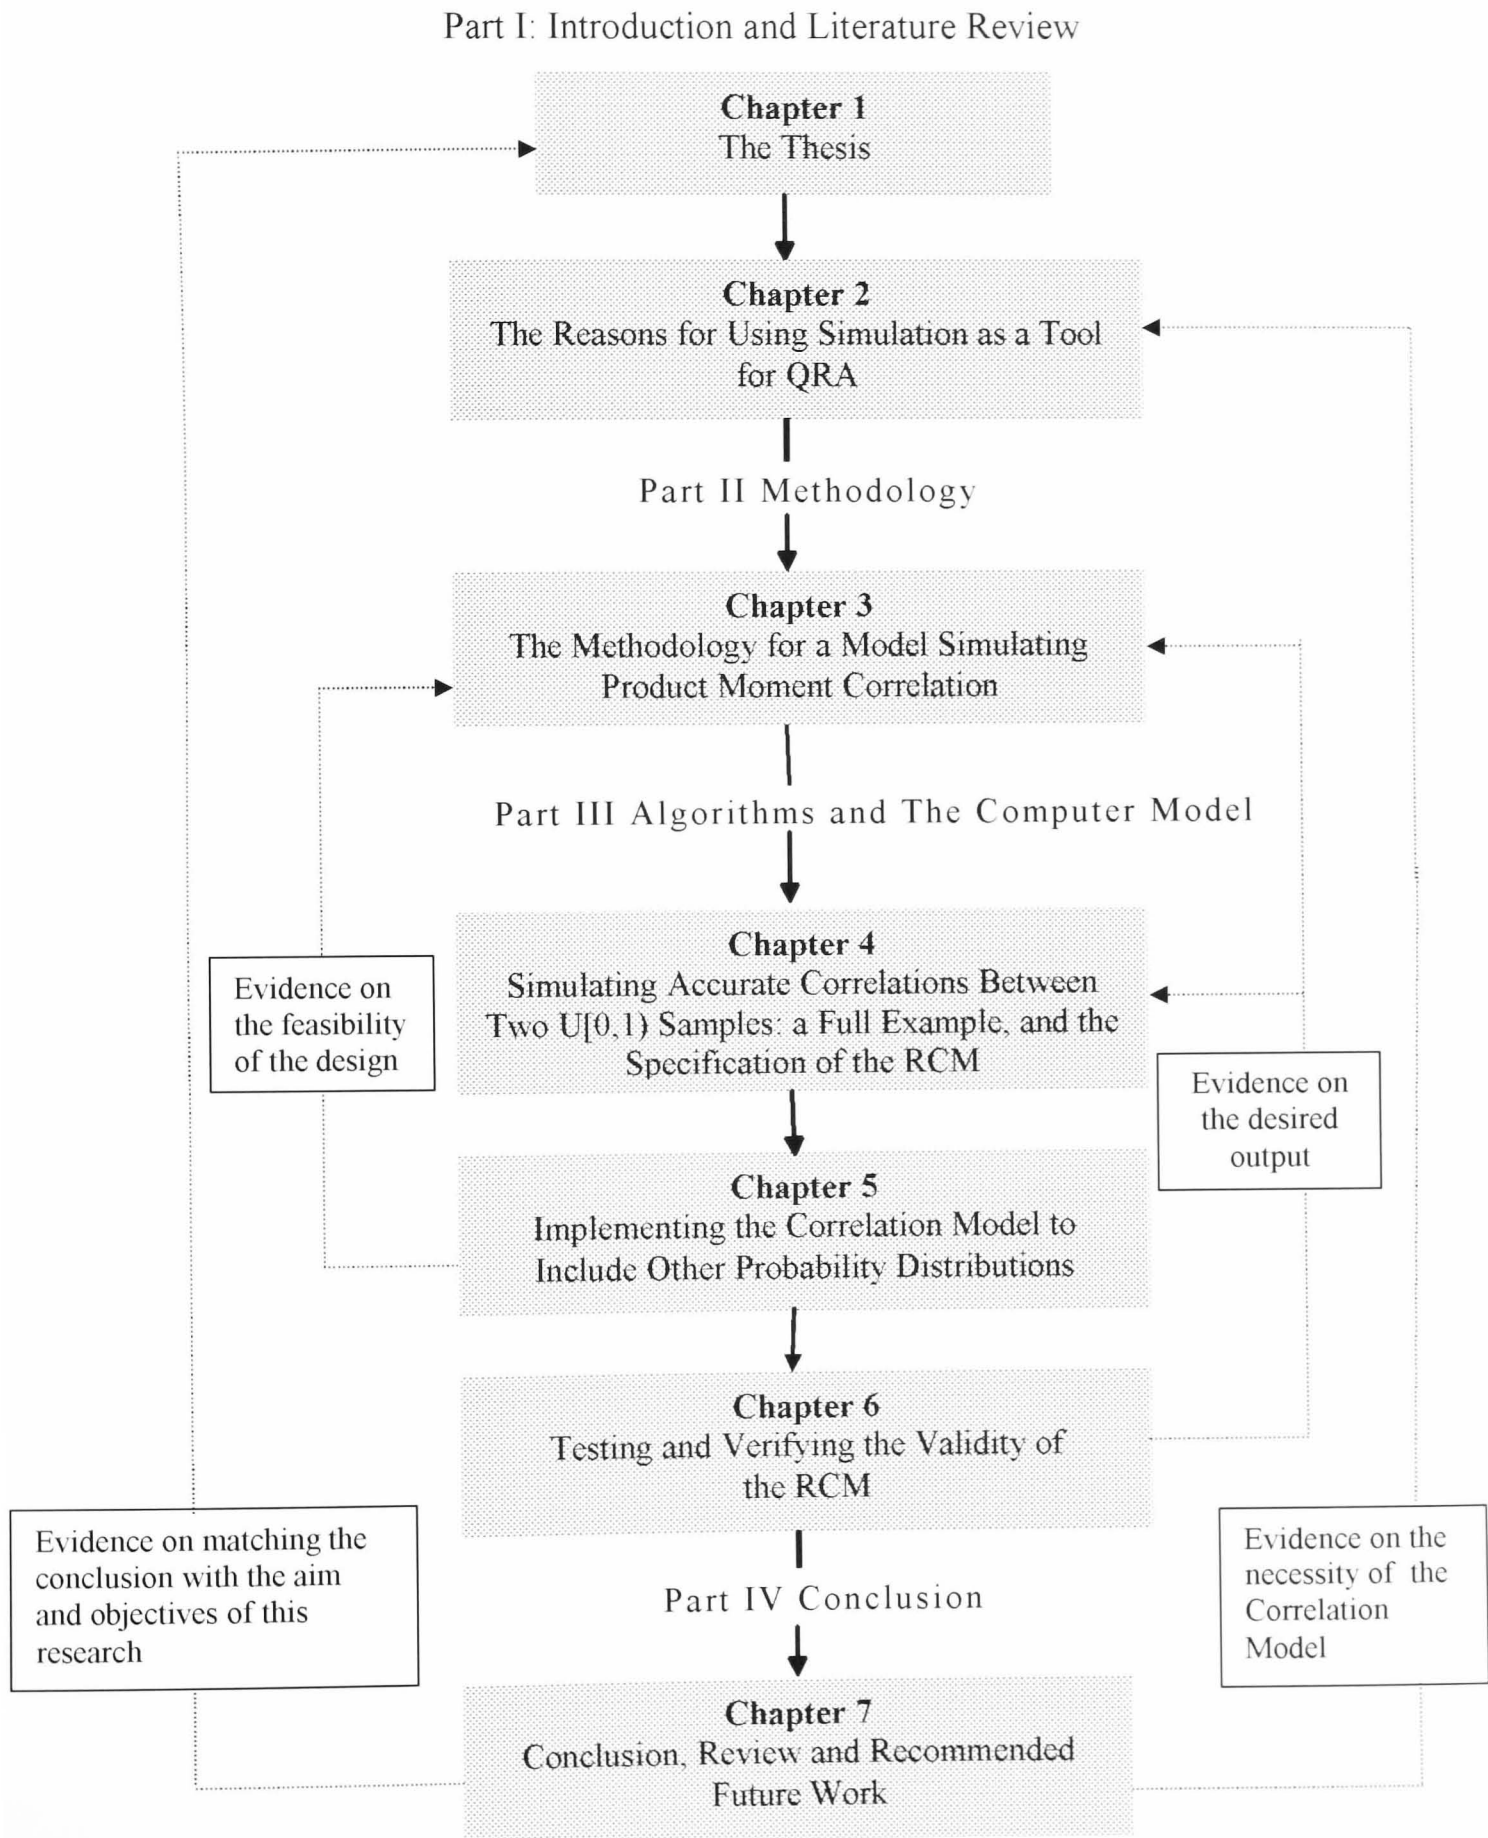 Part I: Introduction and Literature Review
Chapter 1
The Thesis
Chapter 2
The Reasons for Using Simulation as a Tool
for QRA
Part II Methodology
Chapter 3
The Methodology for a Model Simulating
Product Moment Correlation
Part III Algorithms and The Computer Model
Chapter 4
Simulating Accurate Correlations Between
Two U[0,1) Samples: a Full Example, and the
Specification of the RCM
Evidence on
the feasibility
of the design
Evidence on
the desired
output
Chapter 5
Implementing the Correlation Model to
Include Other Probability Distributions
Chapter 6
Testing and Verifying the Validity of
the RCM
Evidence on matching the
conclusion with the aim
and objectives of this
research
Evidence on the
necessity of the
Correlation
Model
Part IV Conclusion
Chapter 7
Conclusion, Review and Recommended
Future Work